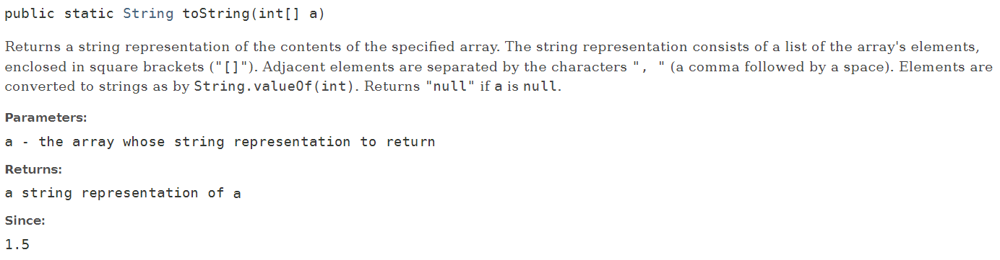 public static String toString(int[] a)
Returns a string representation of the contents of the specified array. The string representation consists of a list of the array's elements,
enclosed in square brackets ("[]"). Adjacent elements are separated by the characters ", " (a comma followed by a space). Elements are
converted to strings as by String.valueOf(int). Returns "null" if a is null.
Parameters:
a - the array whose string representation to return
Returns:
a string representation of a
Since:
1.5